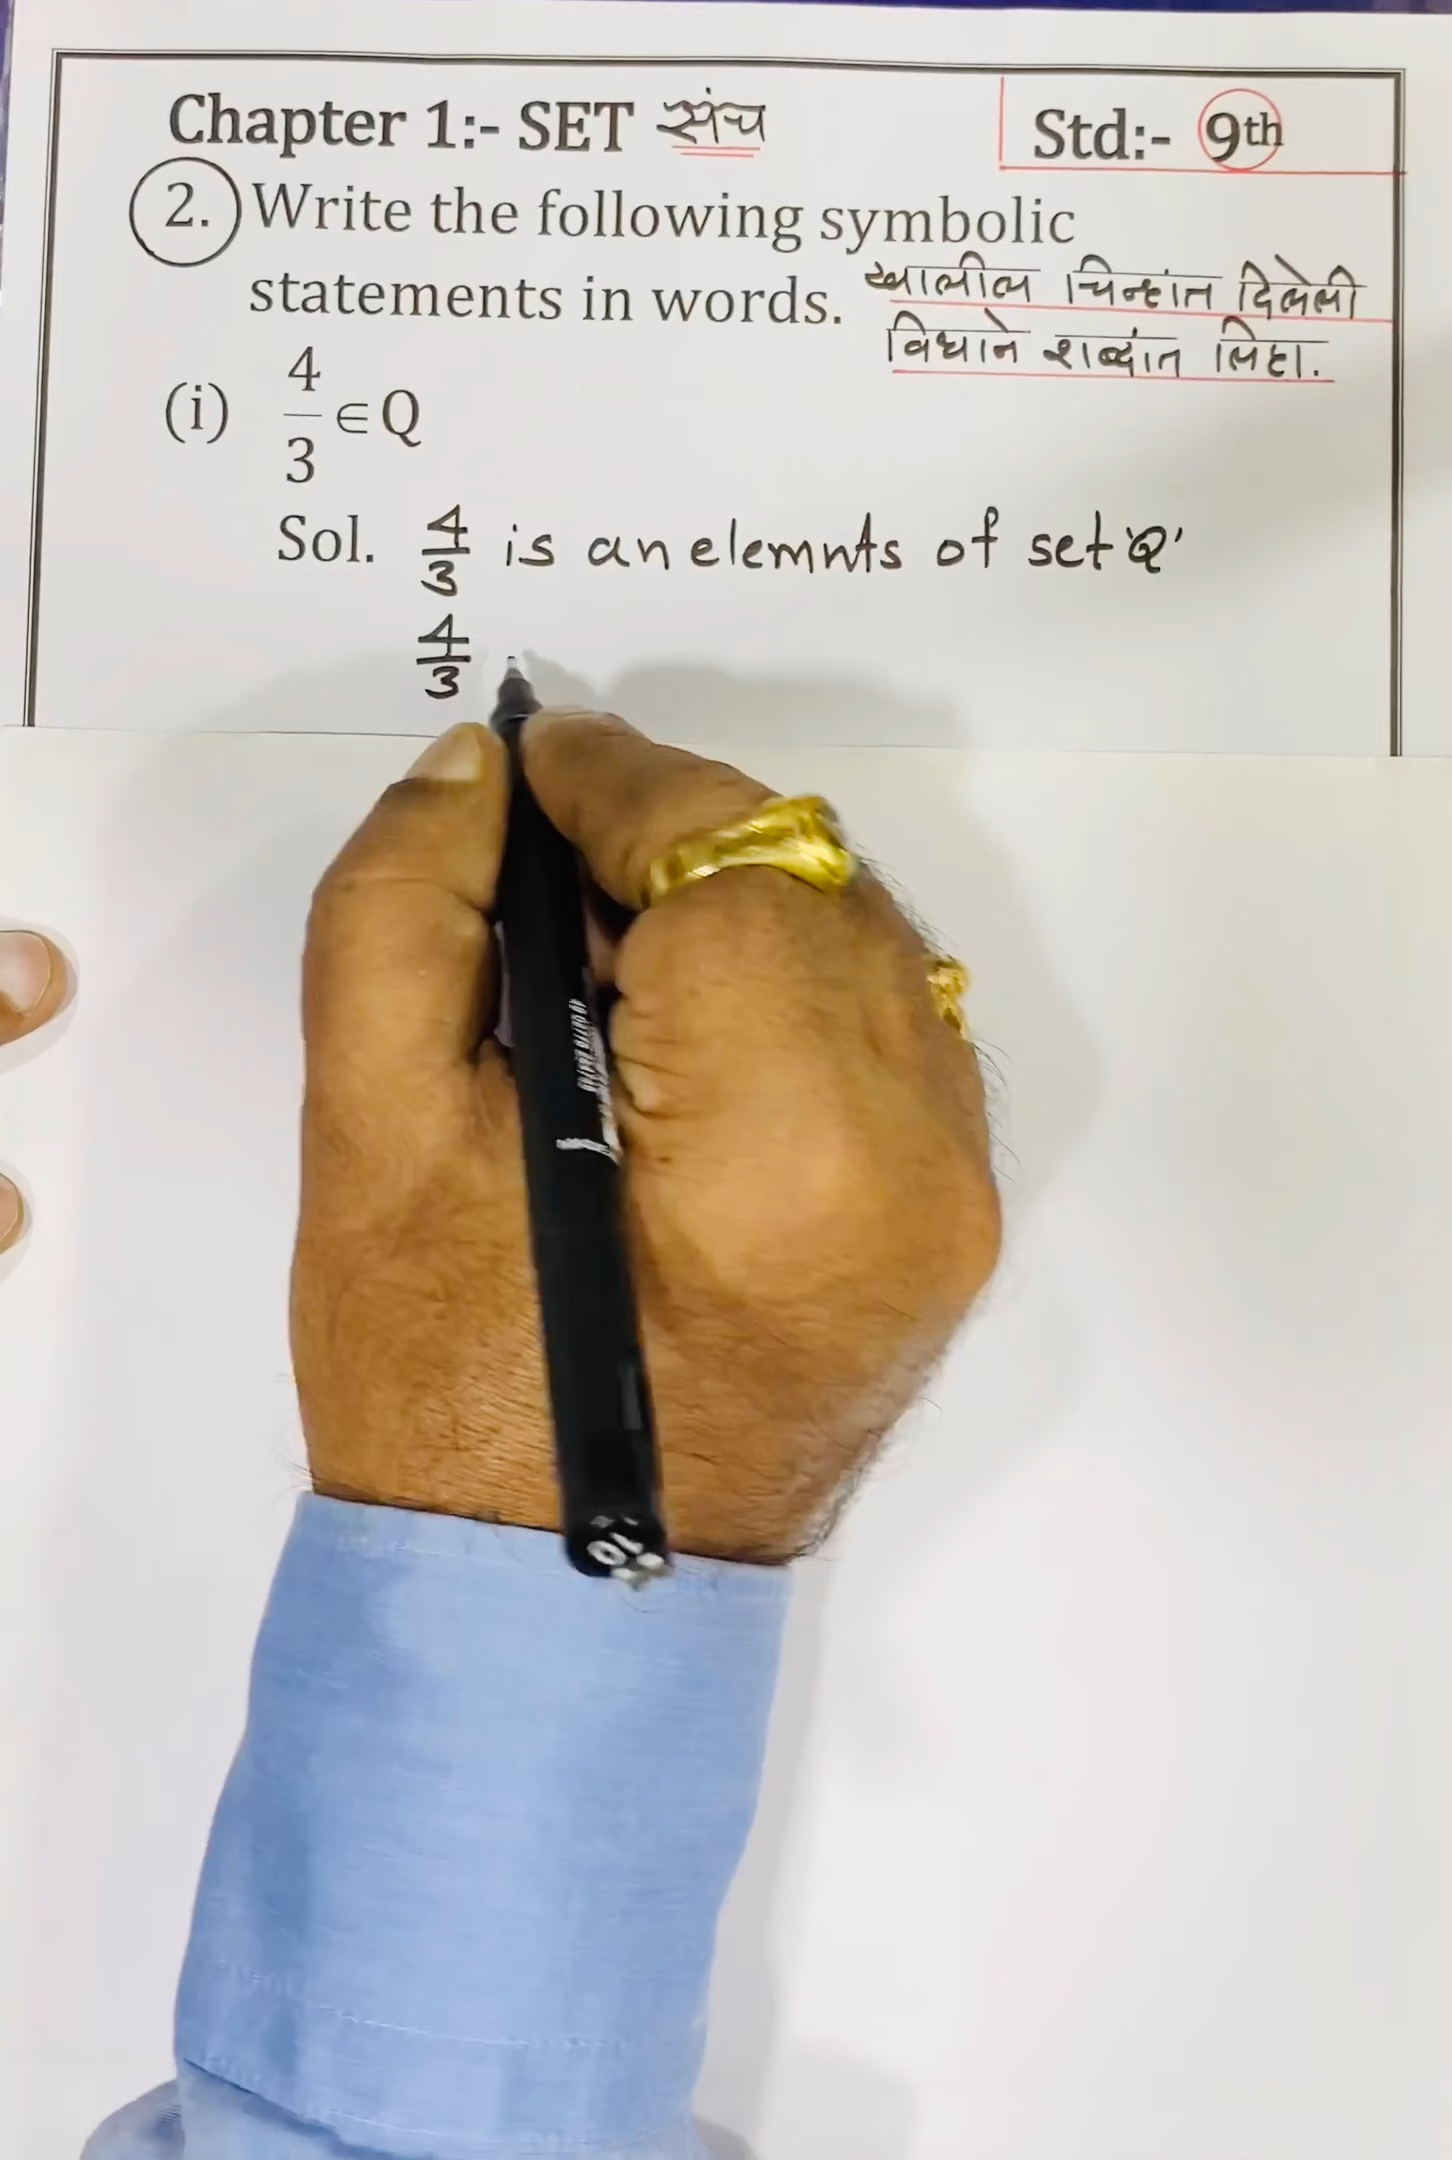 Chapter 1:- SET संच
Std:- 9th
2. Write the following symbolic
statements in words. खालील चिन्हांत दिलेली
विधाने शब्दांत लिहा.
(i) 4/3 ∈ Q
Sol. 4/3 is an elemnts of set 'Q'
4/3